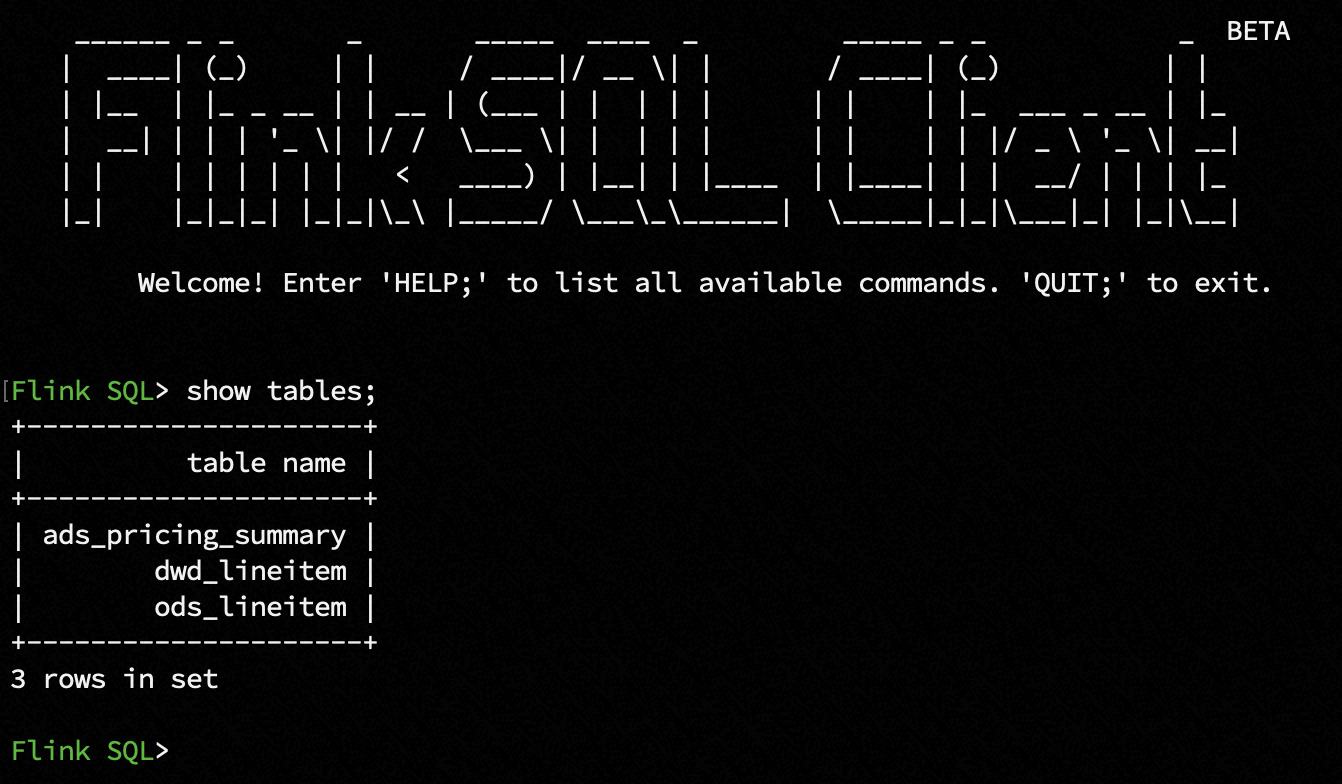 Flink SQL Client BETA
Welcome! Enter 'HELP;' to list all available commands. 'QUIT;' to exit.
Flink SQL> show tables;
+--------------------+
| table name |
+--------------------+
| ads_pricing_summary |
| dwd_lineitem |
| ods_lineitem |
+--------------------+
3 rows in set
Flink SQL>